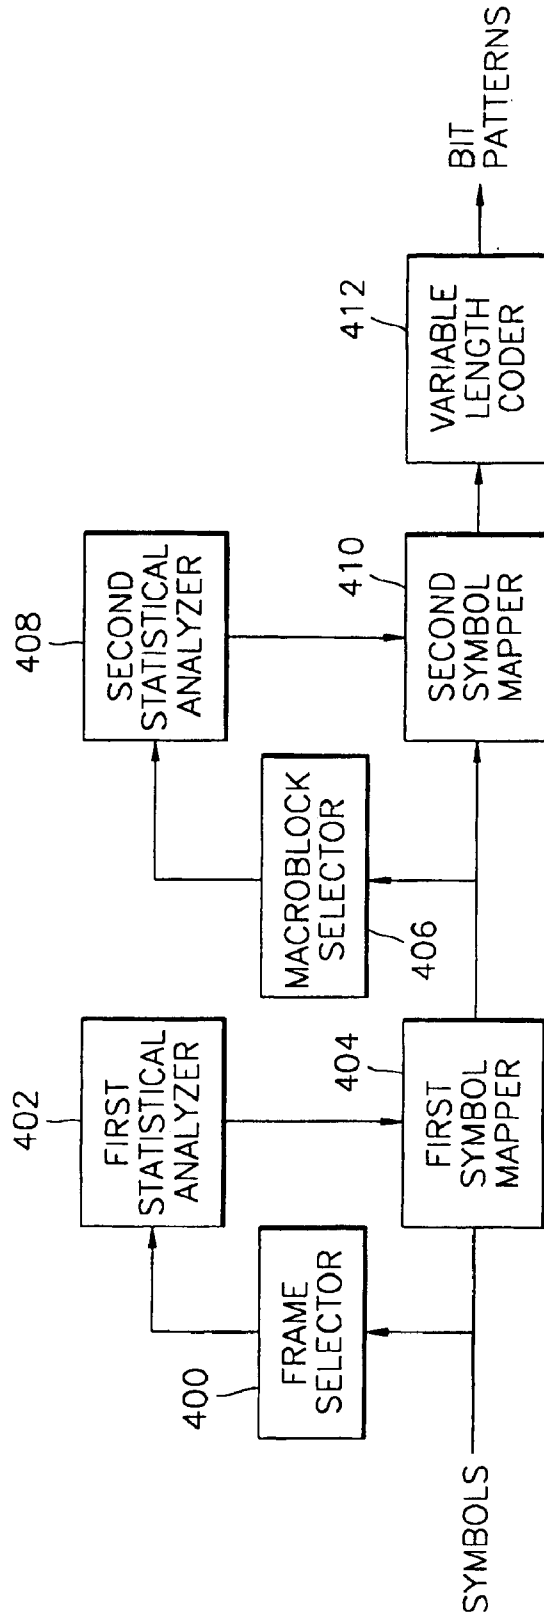 SYMBOLS
400
FRAME
SELECTOR
402
FIRST
STATISTICAL
ANALYZER
404
FIRST
SYMBOL
MAPPER
MACROBLOCK
SELECTOR
406
408
SECOND
STATISTICAL
ANALYZER
410
SECOND
SYMBOL
MAPPER
412
VARIABLE
LENGTH
CODER
BIT
PATTERNS